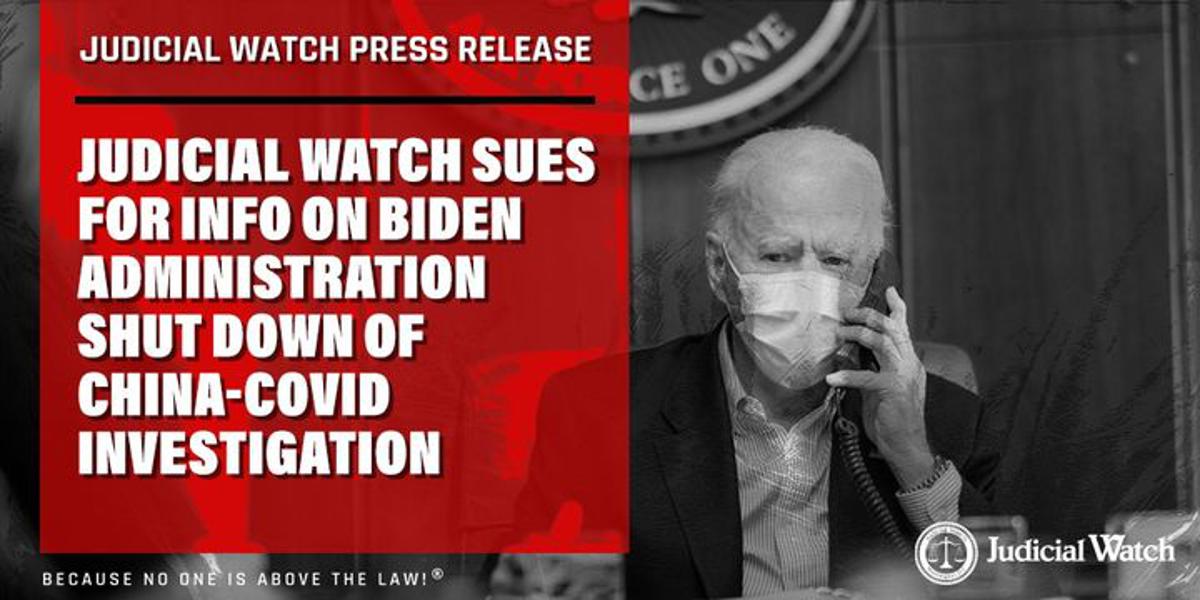 JUDICIAL WATCH PRESS RELEASE
CE ONE
JUDICIAL WATCH SUES
FOR INFO ON BIDEN
ADMINISTRATION
SHUT DOWN OF
CHINA-COVID
INVESTIGATION
Judicial Watch
BECAUSE NO ONE IS ABOVE THE LAW!®